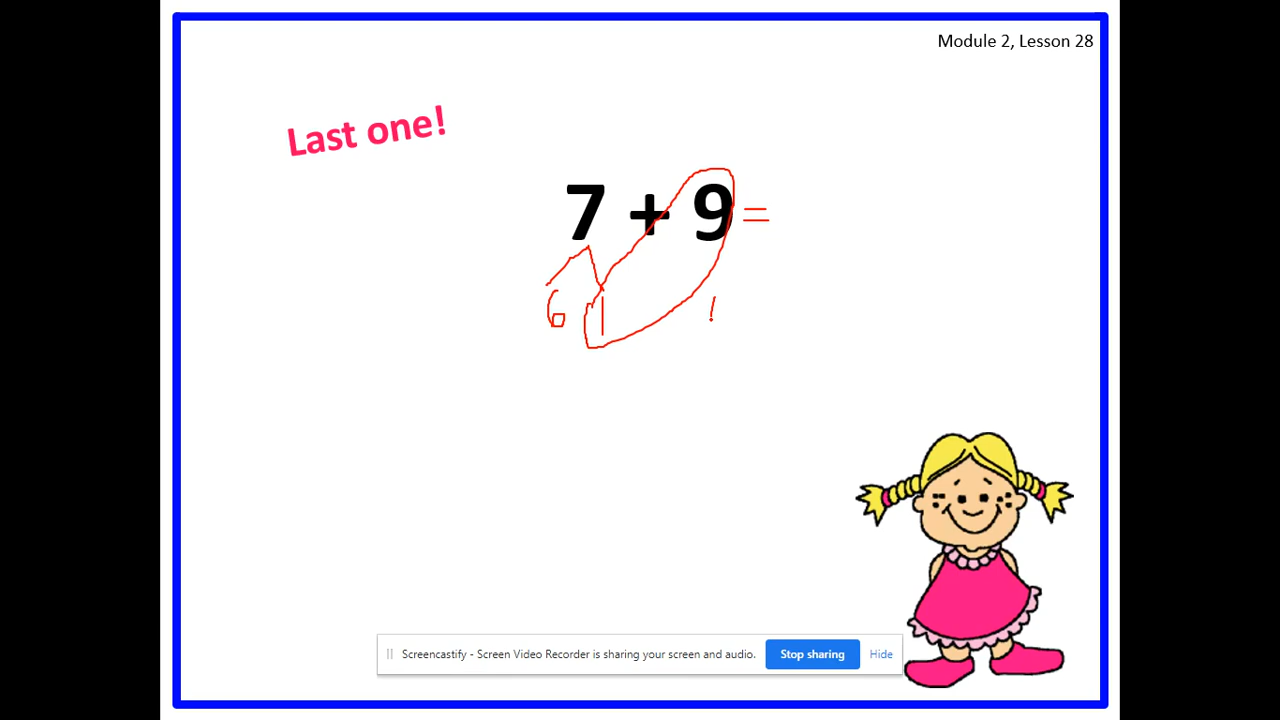 Module 2, Lesson 28
Last one!
7 + 9 =
6 1
Screencastify - Screen Video Recorder is sharing your screen and audio. Stop sharing Hide